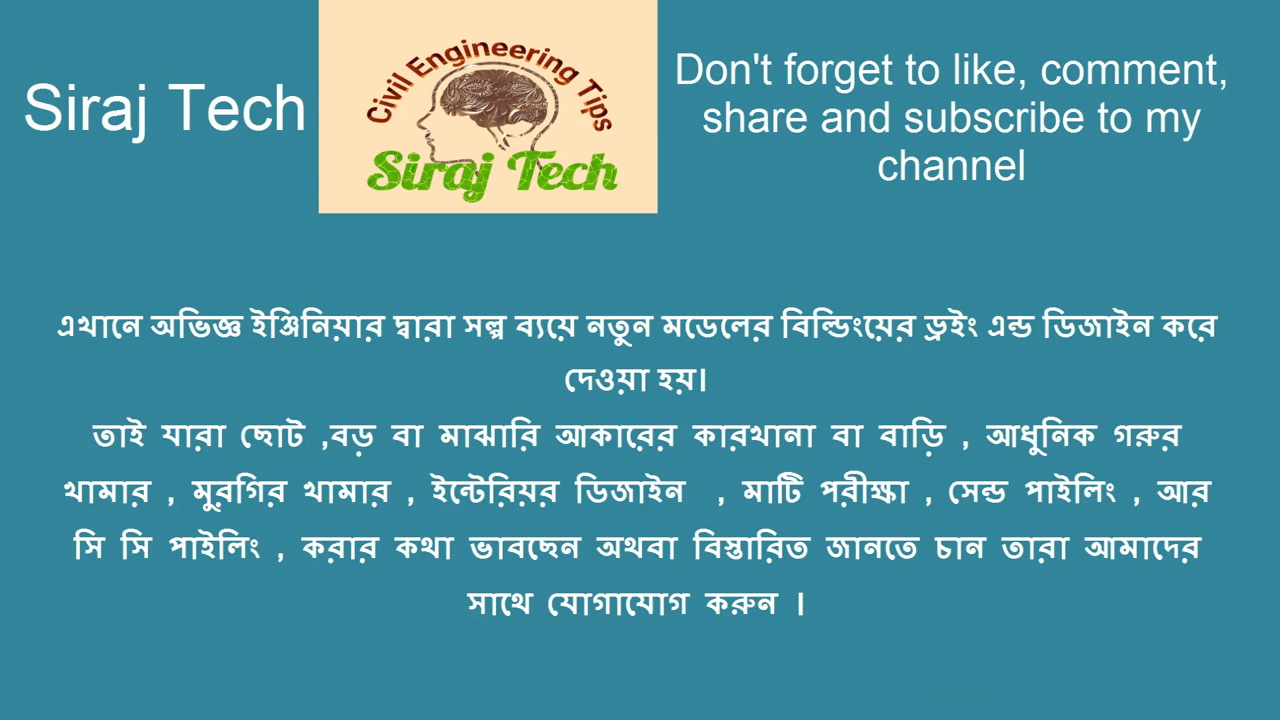 Siraj Tech
Civil Engineering Tips
Siraj Tech
Don't forget to like, comment,
share and subscribe to my
channel
এখানে অভিজ্ঞ ইঞ্জিনিয়ার দ্বারা সল্প ব্যয়ে নতুন মডেলের বিল্ডিংয়ের ড্রইং এন্ড ডিজাইন করে
দেওয়া হয়।
তাই যারা ছোট ,বড় বা মাঝারি আকারের কারখানা বা বাড়ি , আধুনিক গরুর
খামার , মুরগির খামার , ইন্টেরিয়র ডিজাইন , মাটি পরীক্ষা , সেন্ড পাইলিং , আর
সি সি পাইলিং , করার কথা ভাবছেন অথবা বিস্তারিত জানতে চান তারা আমাদের
সাথে যোগাযোগ করুন ।